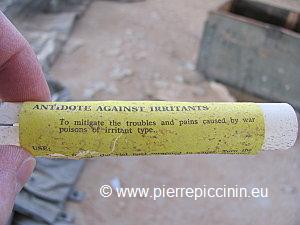 ANTIDOTE AGAINST IRRITANTS
To mitigate the troubles and pains caused by war
poisons of irritant type.
USE:
the
© www.pierrepiccinin.eu